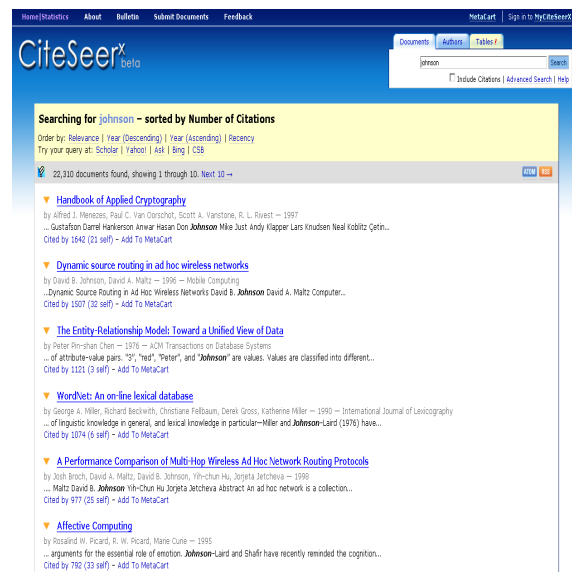 Home|Statistics About Bulletin Submit Documents Feedback MetaCart Sign in to MyCiteSeerX
CiteSeerx beta
Documents Authors Tables
johnson Search
Include Citations | Advanced Search | Help
Searching for johnson – sorted by Number of Citations
Order by: Relevance | Year (Descending) | Year (Ascending) | Recency
Try your query at: Scholar | Yahoo! | Ask | Bing | CSB
22,310 documents found, showing 1 through 10. Next 10 →
ATOM RSS
Handbook of Applied Cryptography
by Alfred J. Menezes, Paul C. Van Oorschot, Scott A. Vanstone, R. L. Rivest — 1997
... Gustafson Darrel Hankerson Anwar Hasan Don Johnson Mike Just Andy Klapper Lars Knudsen Neal Koblitz Çetin...
Cited by 1642 (21 self) – Add To MetaCart
Dynamic source routing in ad hoc wireless networks
by David B. Johnson, David A. Maltz — 1996 — Mobile Computing
...Dynamic Source Routing in Ad Hoc Wireless Networks David B. Johnson David A. Maltz Computer...
Cited by 1507 (32 self) – Add To MetaCart
The Entity-Relationship Model: Toward a Unified View of Data
by Peter Pin-shan Chen — 1976 — ACM Transactions on Database Systems
... of attribute-value pairs. "3", "red", "Peter", and "Johnson" are values. Values are classified into different...
Cited by 1121 (3 self) – Add To MetaCart
WordNet: An on-line lexical database
by George A. Miller, Richard Beckwith, Christiane Fellbaum, Derek Gross, Katherine Miller — 1990 — International Journal of Lexicography
... of linguistic knowledge in general, and lexical knowledge in particular—Miller and Johnson-Laird (1976) have...
Cited by 1074 (6 self) – Add To MetaCart
A Performance Comparison of Multi-Hop Wireless Ad Hoc Network Routing Protocols
by Josh Broch, David A. Maltz, David B. Johnson, Yih-chun Hu, Jorjeta Jetcheva — 1998
.... Maltz David B. Johnson Yih-Chun Hu Jorjeta Jetcheva Abstract An ad hoc network is a collection...
Cited by 977 (25 self) – Add To MetaCart
Affective Computing
by Rosalind W. Picard, R. W. Picard, Marie Curie — 1995
... arguments for the essential role of emotion. Johnson-Laird and Shafir have recently reminded the cognition...
Cited by 792 (33 self) – Add To MetaCart